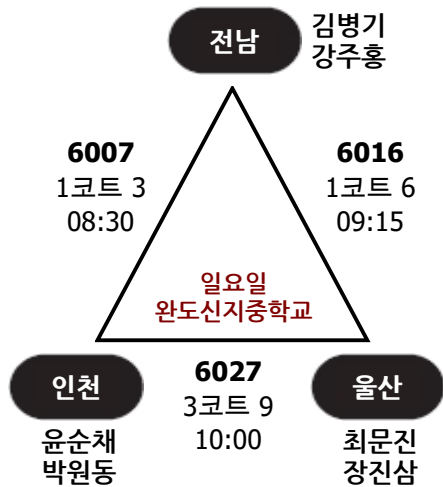 전남
김병기
강주홍
6007
1코트 3
08:30
6016
1코트 6
09:15
일요일
완도신지중학교
인천
윤순채
박원동
6027
3코트 9
10:00
울산
최문진
장진삼